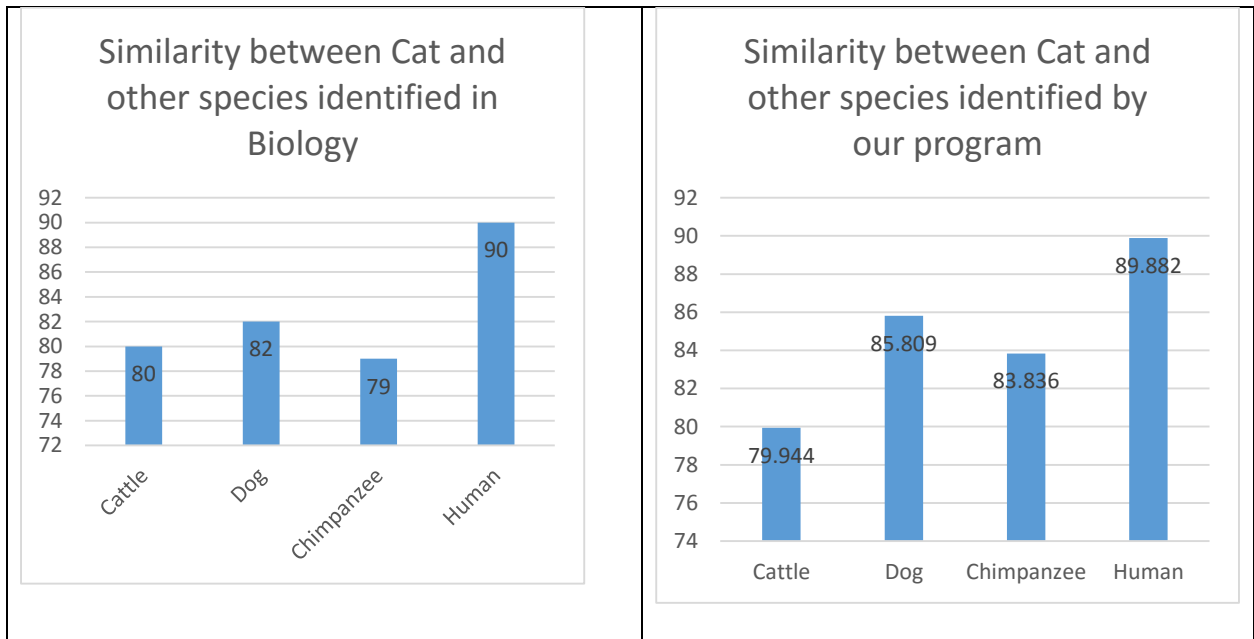 Similarity between Cat and
other species identified in
Biology
92
90
88
86
84
82
80
78
76
74
72
80
82
79
90
Cattle
Dog
Chimpanzee
Human
Similarity between Cat and
other species identified by
our program
92
90
88
86
84
82
80
78
76
74
79.944
85.809
83.836
89.882
Cattle Dog Chimpanzee Human